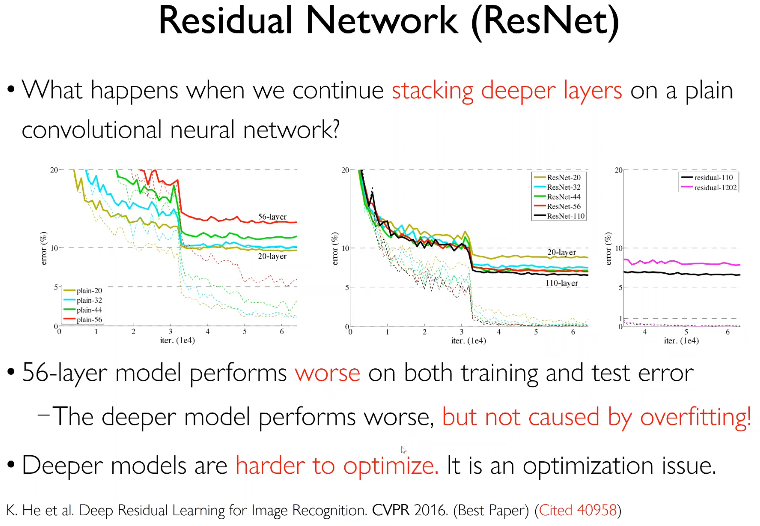 Residual Network (ResNet)
• What happens when we continue stacking deeper layers on a plain
convolutional neural network?
20
10
5
0
error (%)
56-layer
20-layer
plain-20
plain-32
plain-44
plain-56
0 1 2 3 4 5 6
iter. (1e4)
20
10
5
0
error (%)
ResNet-20
ResNet-32
ResNet-44
ResNet-56
ResNet-110
20-layer
110-layer
0 1 2 3 4 5 6
iter. (1e4)
20
10
5
1
0
error (%)
residual-110
residual-1202
4 5 6
iter. (1e4)
• 56-layer model performs worse on both training and test error
–The deeper model performs worse, but not caused by overfitting!
• Deeper models are harder to optimize. It is an optimization issue.
K. He et al. Deep Residual Learning for Image Recognition. CVPR 2016. (Best Paper) (Cited 40958)